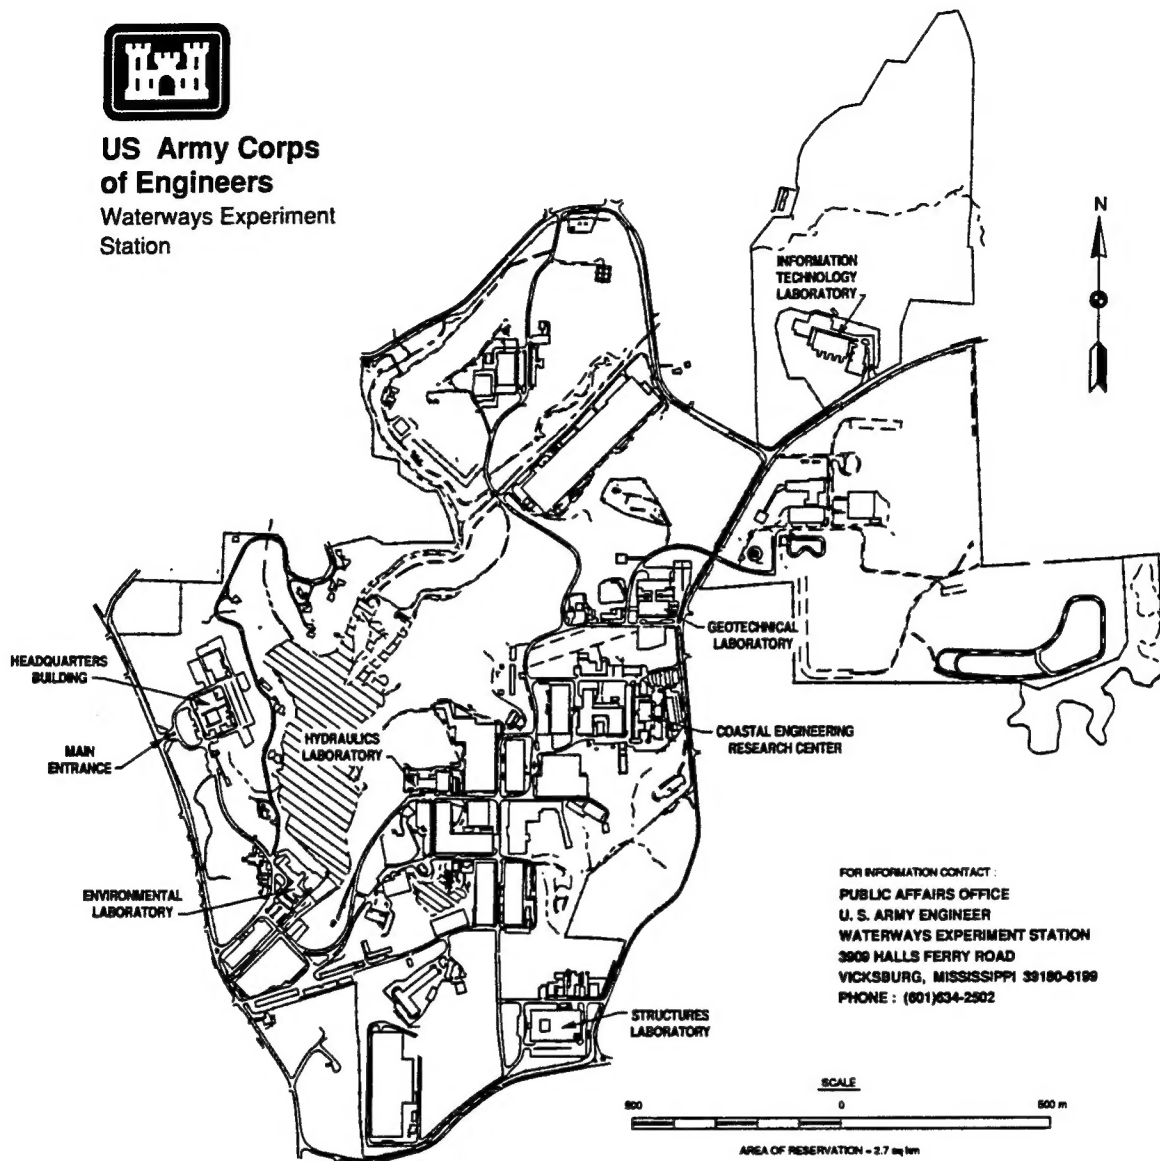 US Army Corps
of Engineers
Waterways Experiment
Station
N
INFORMATION
TECHNOLOGY
LABORATORY
GEOTECHNICAL
LABORATORY
HEADQUARTERS
BUILDING
MAIN
ENTRANCE
HYDRAULICS
LABORATORY
COASTAL ENGINEERING
RESEARCH CENTER
ENVIRONMENTAL
LABORATORY
STRUCTURES
LABORATORY
FOR INFORMATION CONTACT :
PUBLIC AFFAIRS OFFICE
U. S. ARMY ENGINEER
WATERWAYS EXPERIMENT STATION
3909 HALLS FERRY ROAD
VICKSBURG, MISSISSIPPI 39180-6199
PHONE : (601)634-2502
SCALE
0
500 m
AREA OF RESERVATION = 2.7 sq km